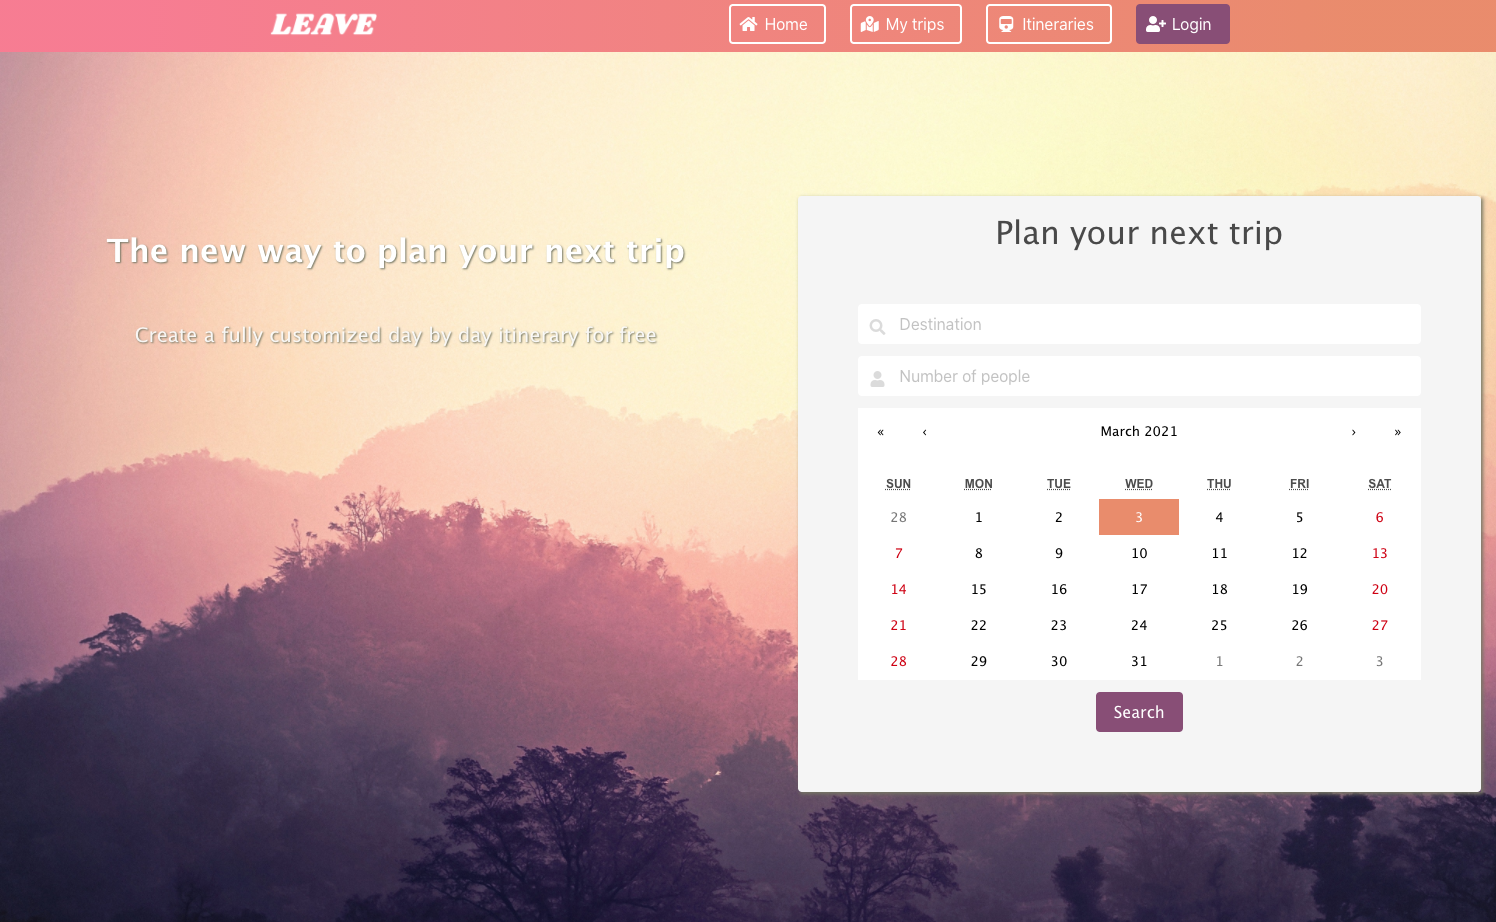 LEAVE
Home My trips Itineraries Login
The new way to plan your next trip
Create a fully customized day by day itinerary for free
Plan your next trip
Destination
Number of people
« ‹ March 2021 › »
SUN MON TUE WED THU FRI SAT
28 1 2 3 4 5 6
7 8 9 10 11 12 13
14 15 16 17 18 19 20
21 22 23 24 25 26 27
28 29 30 31 1 2 3
Search